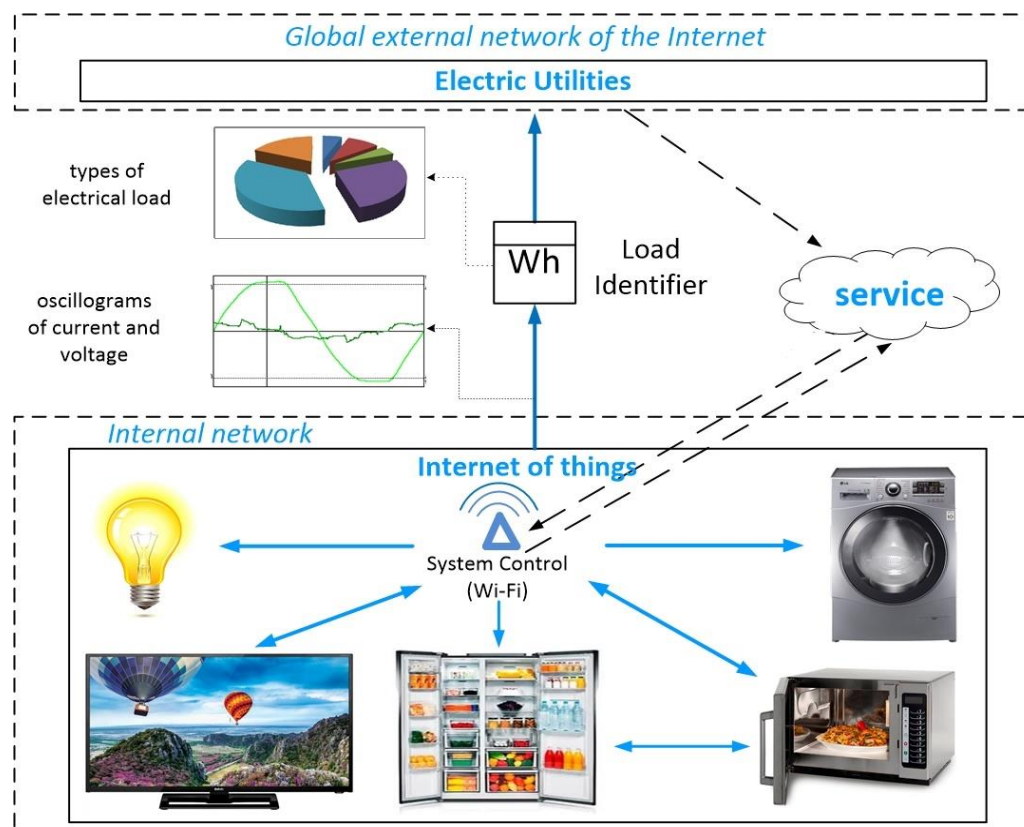 Global external network of the Internet
Electric Utilities
types of
electrical load
Wh
Load
Identifier
service
oscillograms
of current and
voltage
Internal network
Internet of things
System Control
(Wi-Fi)
LG